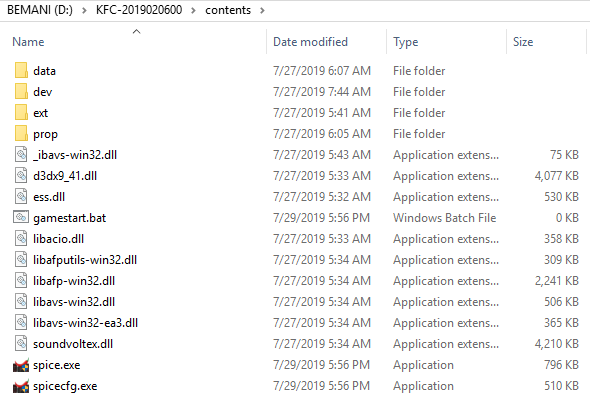 BEMANI (D:) > KFC-2019020600 > contents >
Name Date modified Type Size
data 7/27/2019 6:07 AM File folder
dev 7/27/2019 7:44 AM File folder
ext 7/27/2019 5:41 AM File folder
prop 7/27/2019 6:05 AM File folder
_ibavs-win32.dll 7/27/2019 5:43 AM Application extens... 75 KB
d3dx9_41.dll 7/27/2019 5:33 AM Application extens... 4,077 KB
ess.dll 7/27/2019 5:32 AM Application extens... 530 KB
gamestart.bat 7/29/2019 5:56 PM Windows Batch File 0 KB
libacio.dll 7/27/2019 5:33 AM Application extens... 358 KB
libafputils-win32.dll 7/27/2019 5:34 AM Application extens... 309 KB
libafp-win32.dll 7/27/2019 5:34 AM Application extens... 2,241 KB
libavs-win32.dll 7/27/2019 5:34 AM Application extens... 506 KB
libavs-win32-ea3.dll 7/27/2019 5:34 AM Application extens... 365 KB
soundvoltex.dll 7/27/2019 5:34 AM Application extens... 4,210 KB
spice.exe 7/29/2019 5:56 PM Application 796 KB
spicecfg.exe 7/29/2019 5:56 PM Application 510 KB